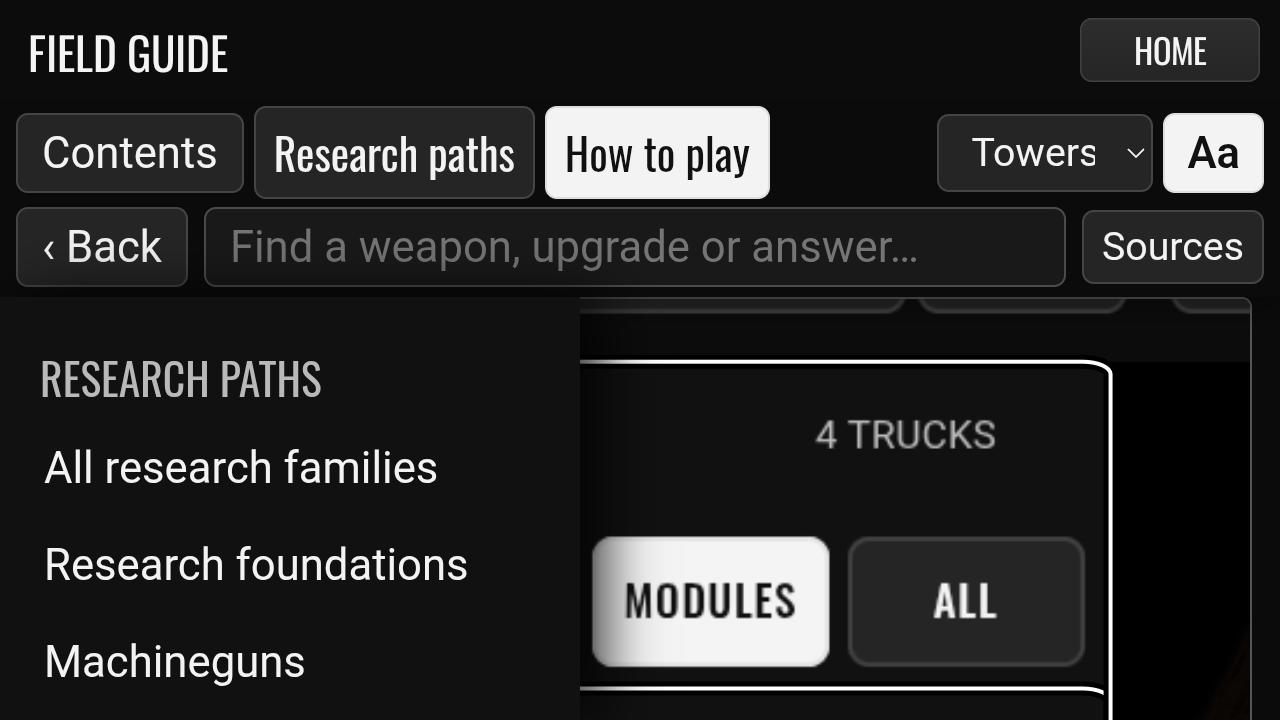 FIELD GUIDE
HOME
Contents
Research paths
How to play
Towers
Aa
‹ Back
Find a weapon, upgrade or answer…
Sources
RESEARCH PATHS
All research families
Research foundations
Machineguns
4 TRUCKS
MODULES
ALL